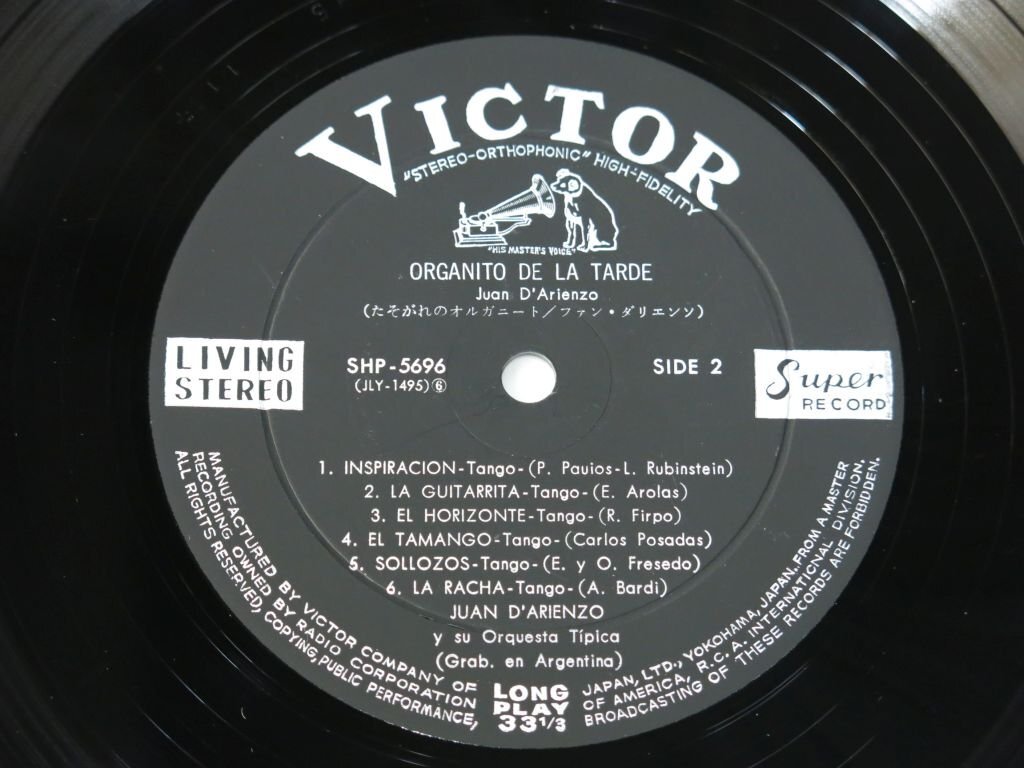 VICTOR
"STEREO-ORTHOPHONIC" HIGH-FIDELITY
"HIS MASTER'S VOICE"
ORGANITO DE LA TARDE
Juan D'Arienzo
(たそがれのオルガニート/ファン・ダリエンソ)
LIVING
STEREO
SHP-5696
(JLY-1495)⑥
SIDE 2
Super
RECORD
1. INSPIRACION-Tango-(P. Pauios-L. Rubinstein)
2. LA GUITARRITA-Tango-(E. Arolas)
3. EL HORIZONTE-Tango-(R. Firpo)
4. EL TAMANGO-Tango-(Carlos Posadas)
5. SOLLOZOS-Tango-(E. y O. Fresedo)
6. LA RACHA-Tango-(A. Bardi)
JUAN D'ARIENZO
y su Orquesta Típica
(Grab. en Argentina)
LONG
PLAY
33 1/3
MANUFACTURED BY VICTOR COMPANY OF JAPAN, LTD., YOKOHAMA, JAPAN, FROM A MASTER
RECORDING OWNED BY RADIO CORPORATION OF AMERICA, R.C.A. INTERNATIONAL DIVISION,
ALL RIGHTS RESERVED, COPYING, PUBLIC PERFORMANCE, BROADCASTING OF THESE RECORDS ARE FORBIDDEN.